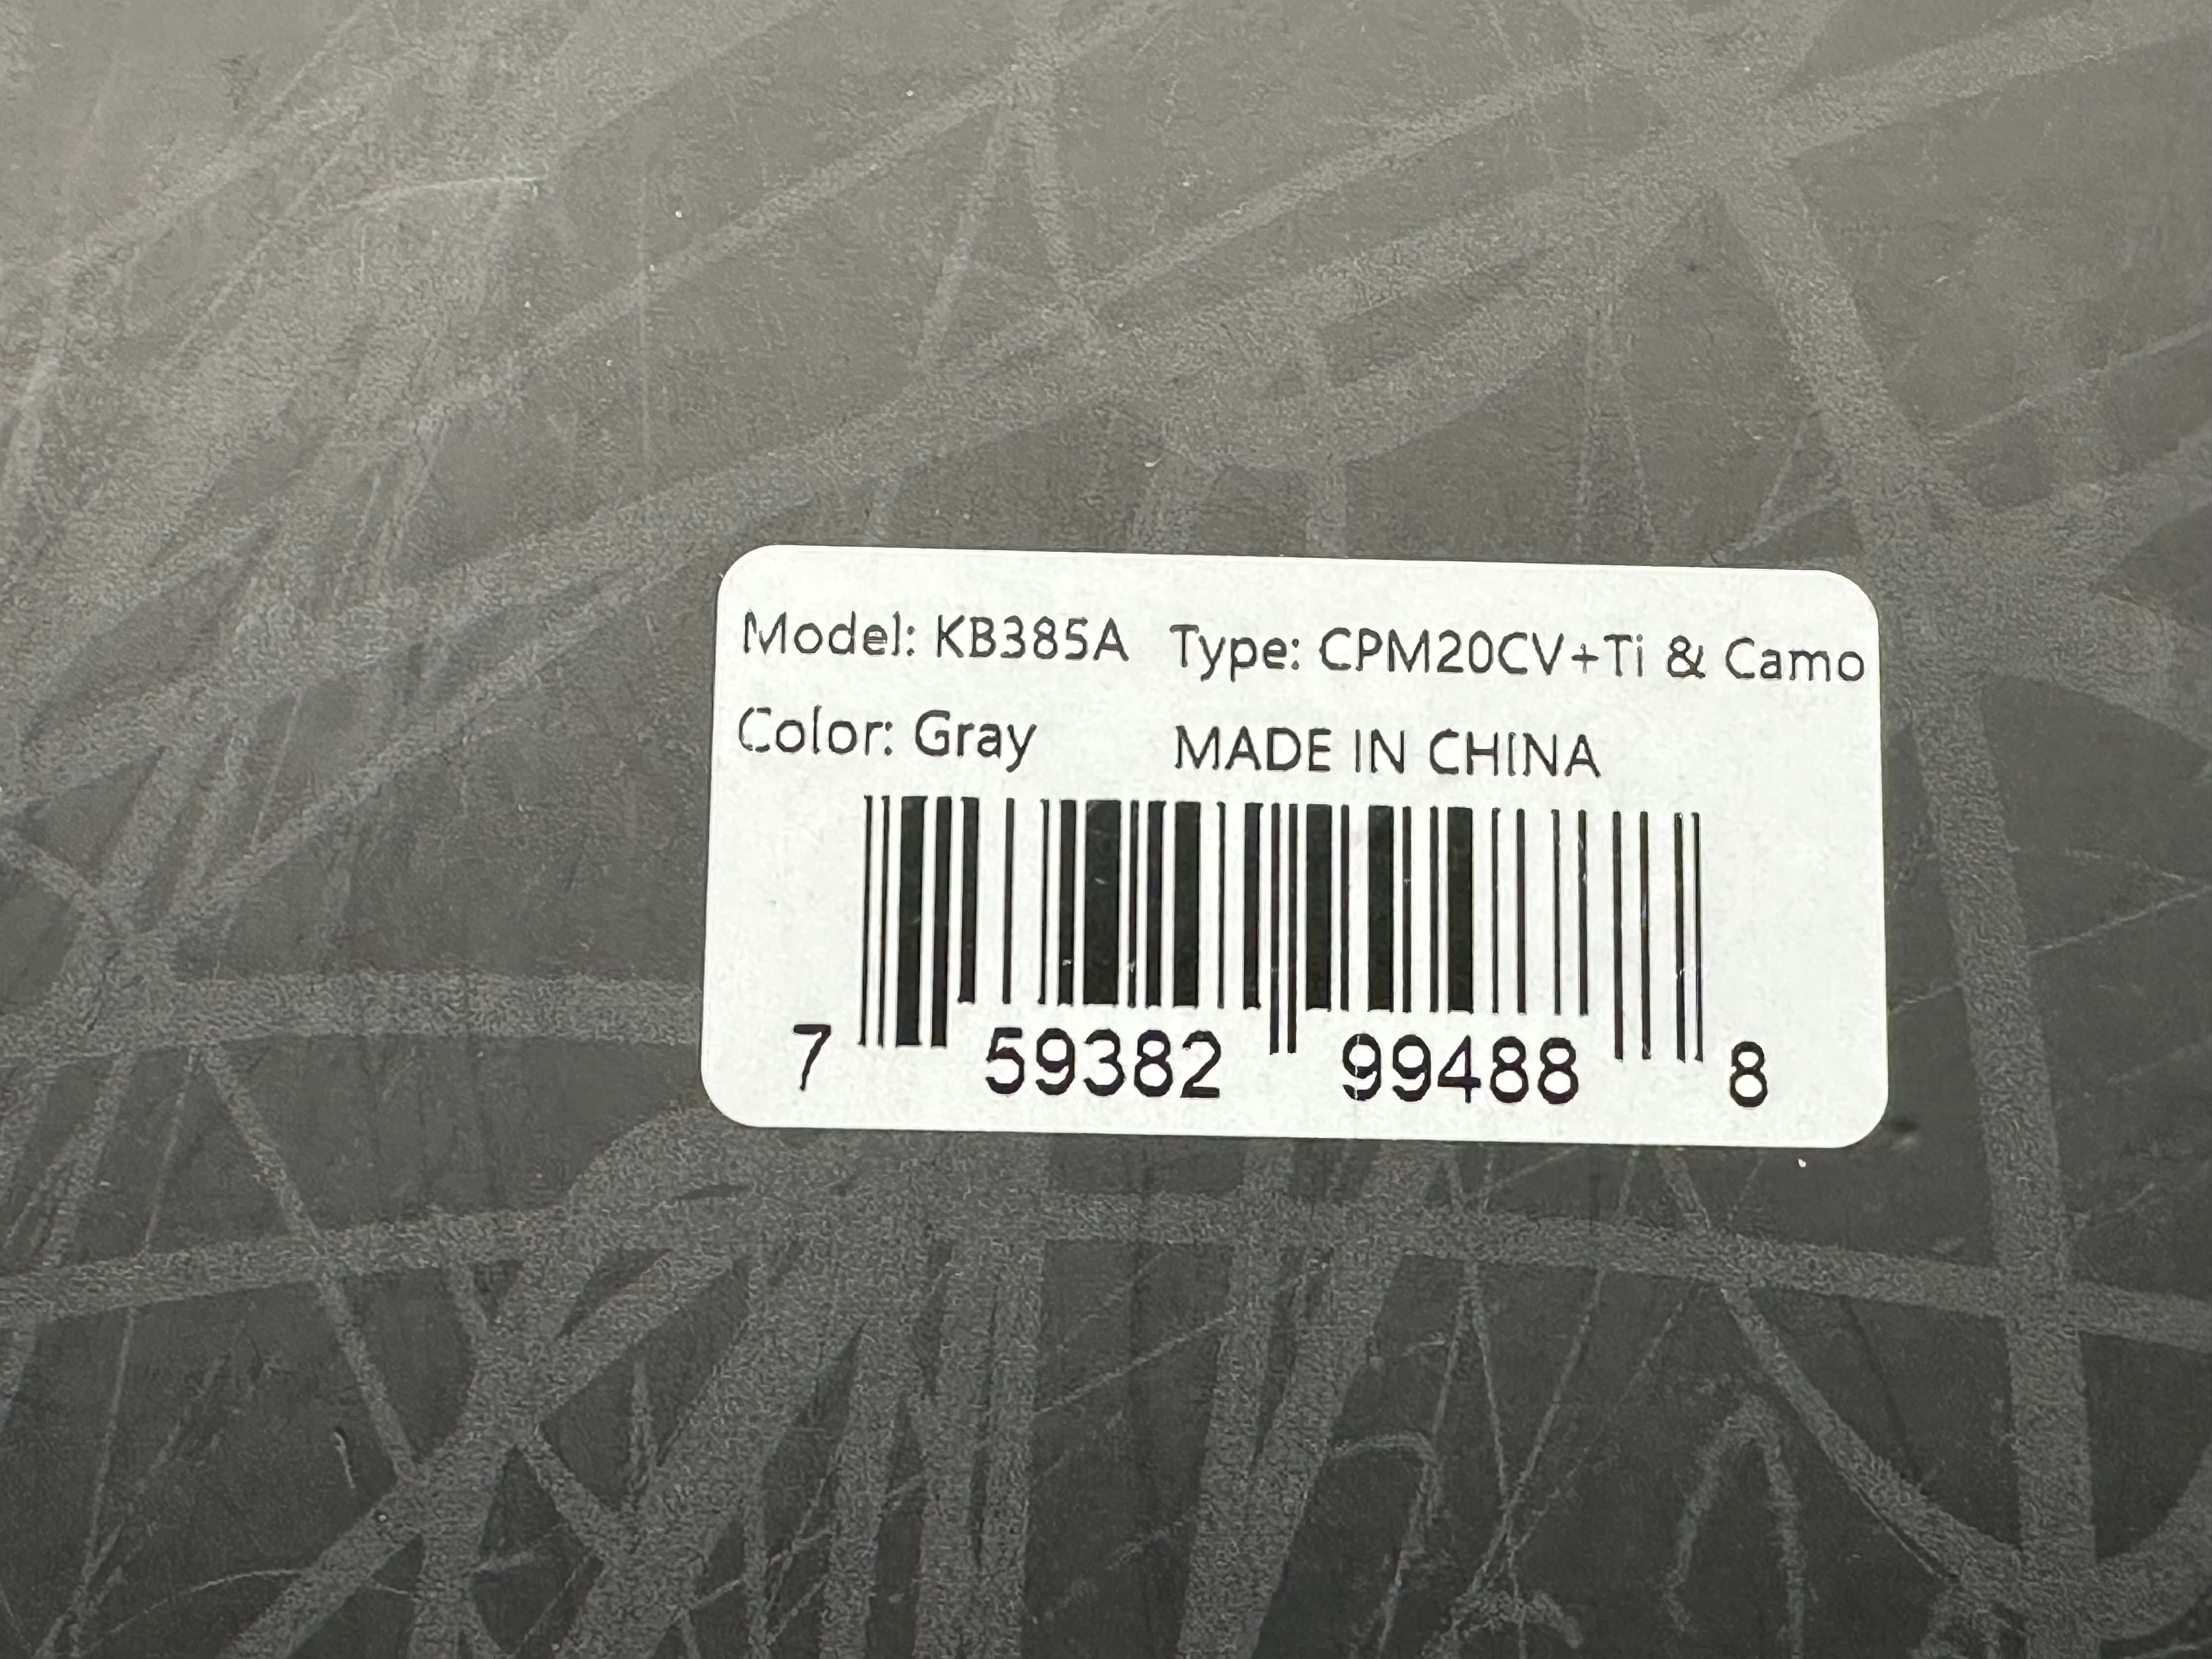 Model: KB385A Type: CPM20CV+Ti & Camo
Color: Gray MADE IN CHINA
7 59382 99488 8